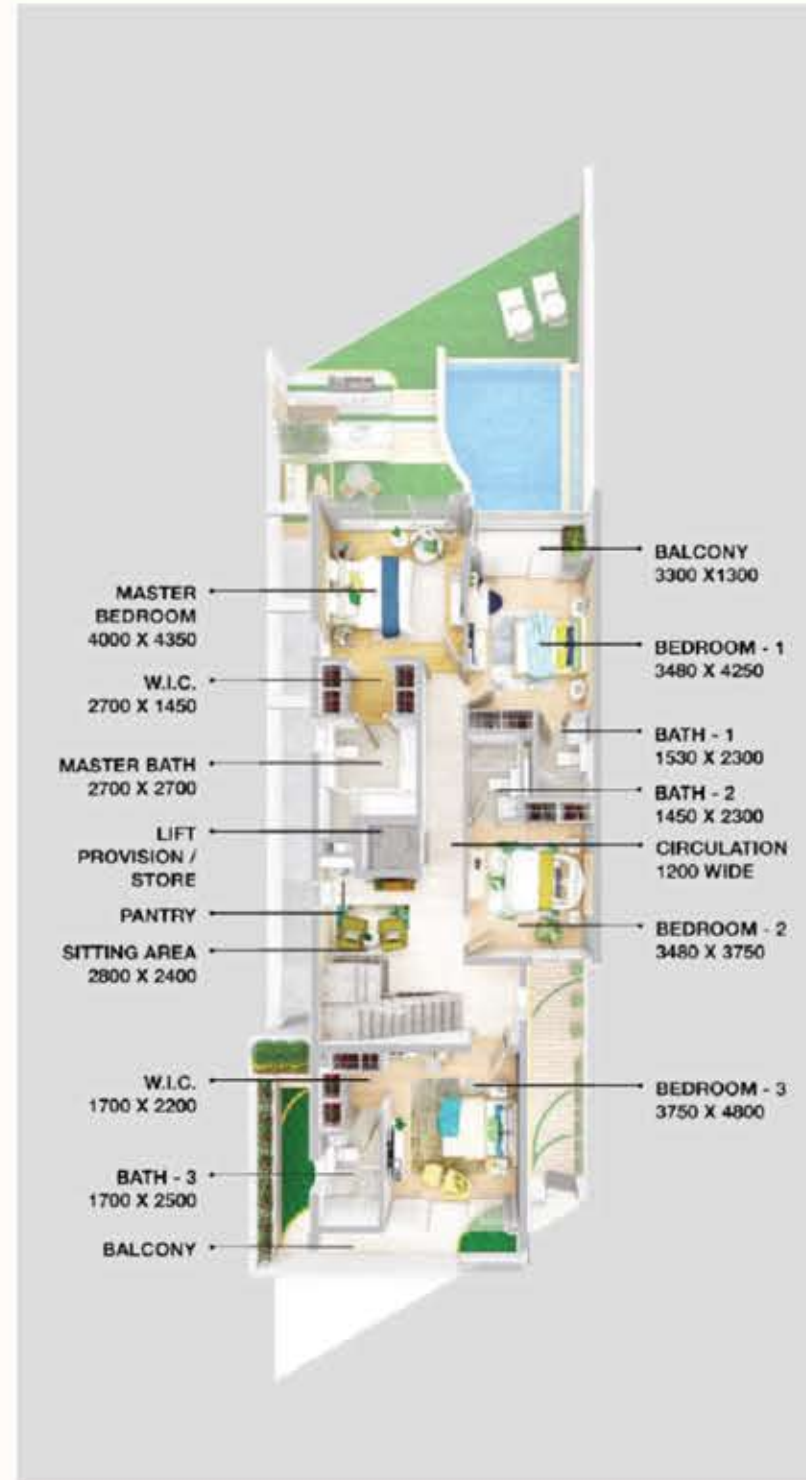 MASTER
BEDROOM
4000 X 4350
W.I.C.
2700 X 1450
MASTER BATH
2700 X 2700
LIFT
PROVISION /
STORE
PANTRY
SITTING AREA
2800 X 2400
W.I.C.
1700 X 2200
BATH - 3
1700 X 2500
BALCONY
BALCONY
3300 X1300
BEDROOM - 1
3480 X 4250
BATH - 1
1530 X 2300
BATH - 2
1450 X 2300
CIRCULATION
1200 WIDE
BEDROOM - 2
3480 X 3750
BEDROOM - 3
3750 X 4800